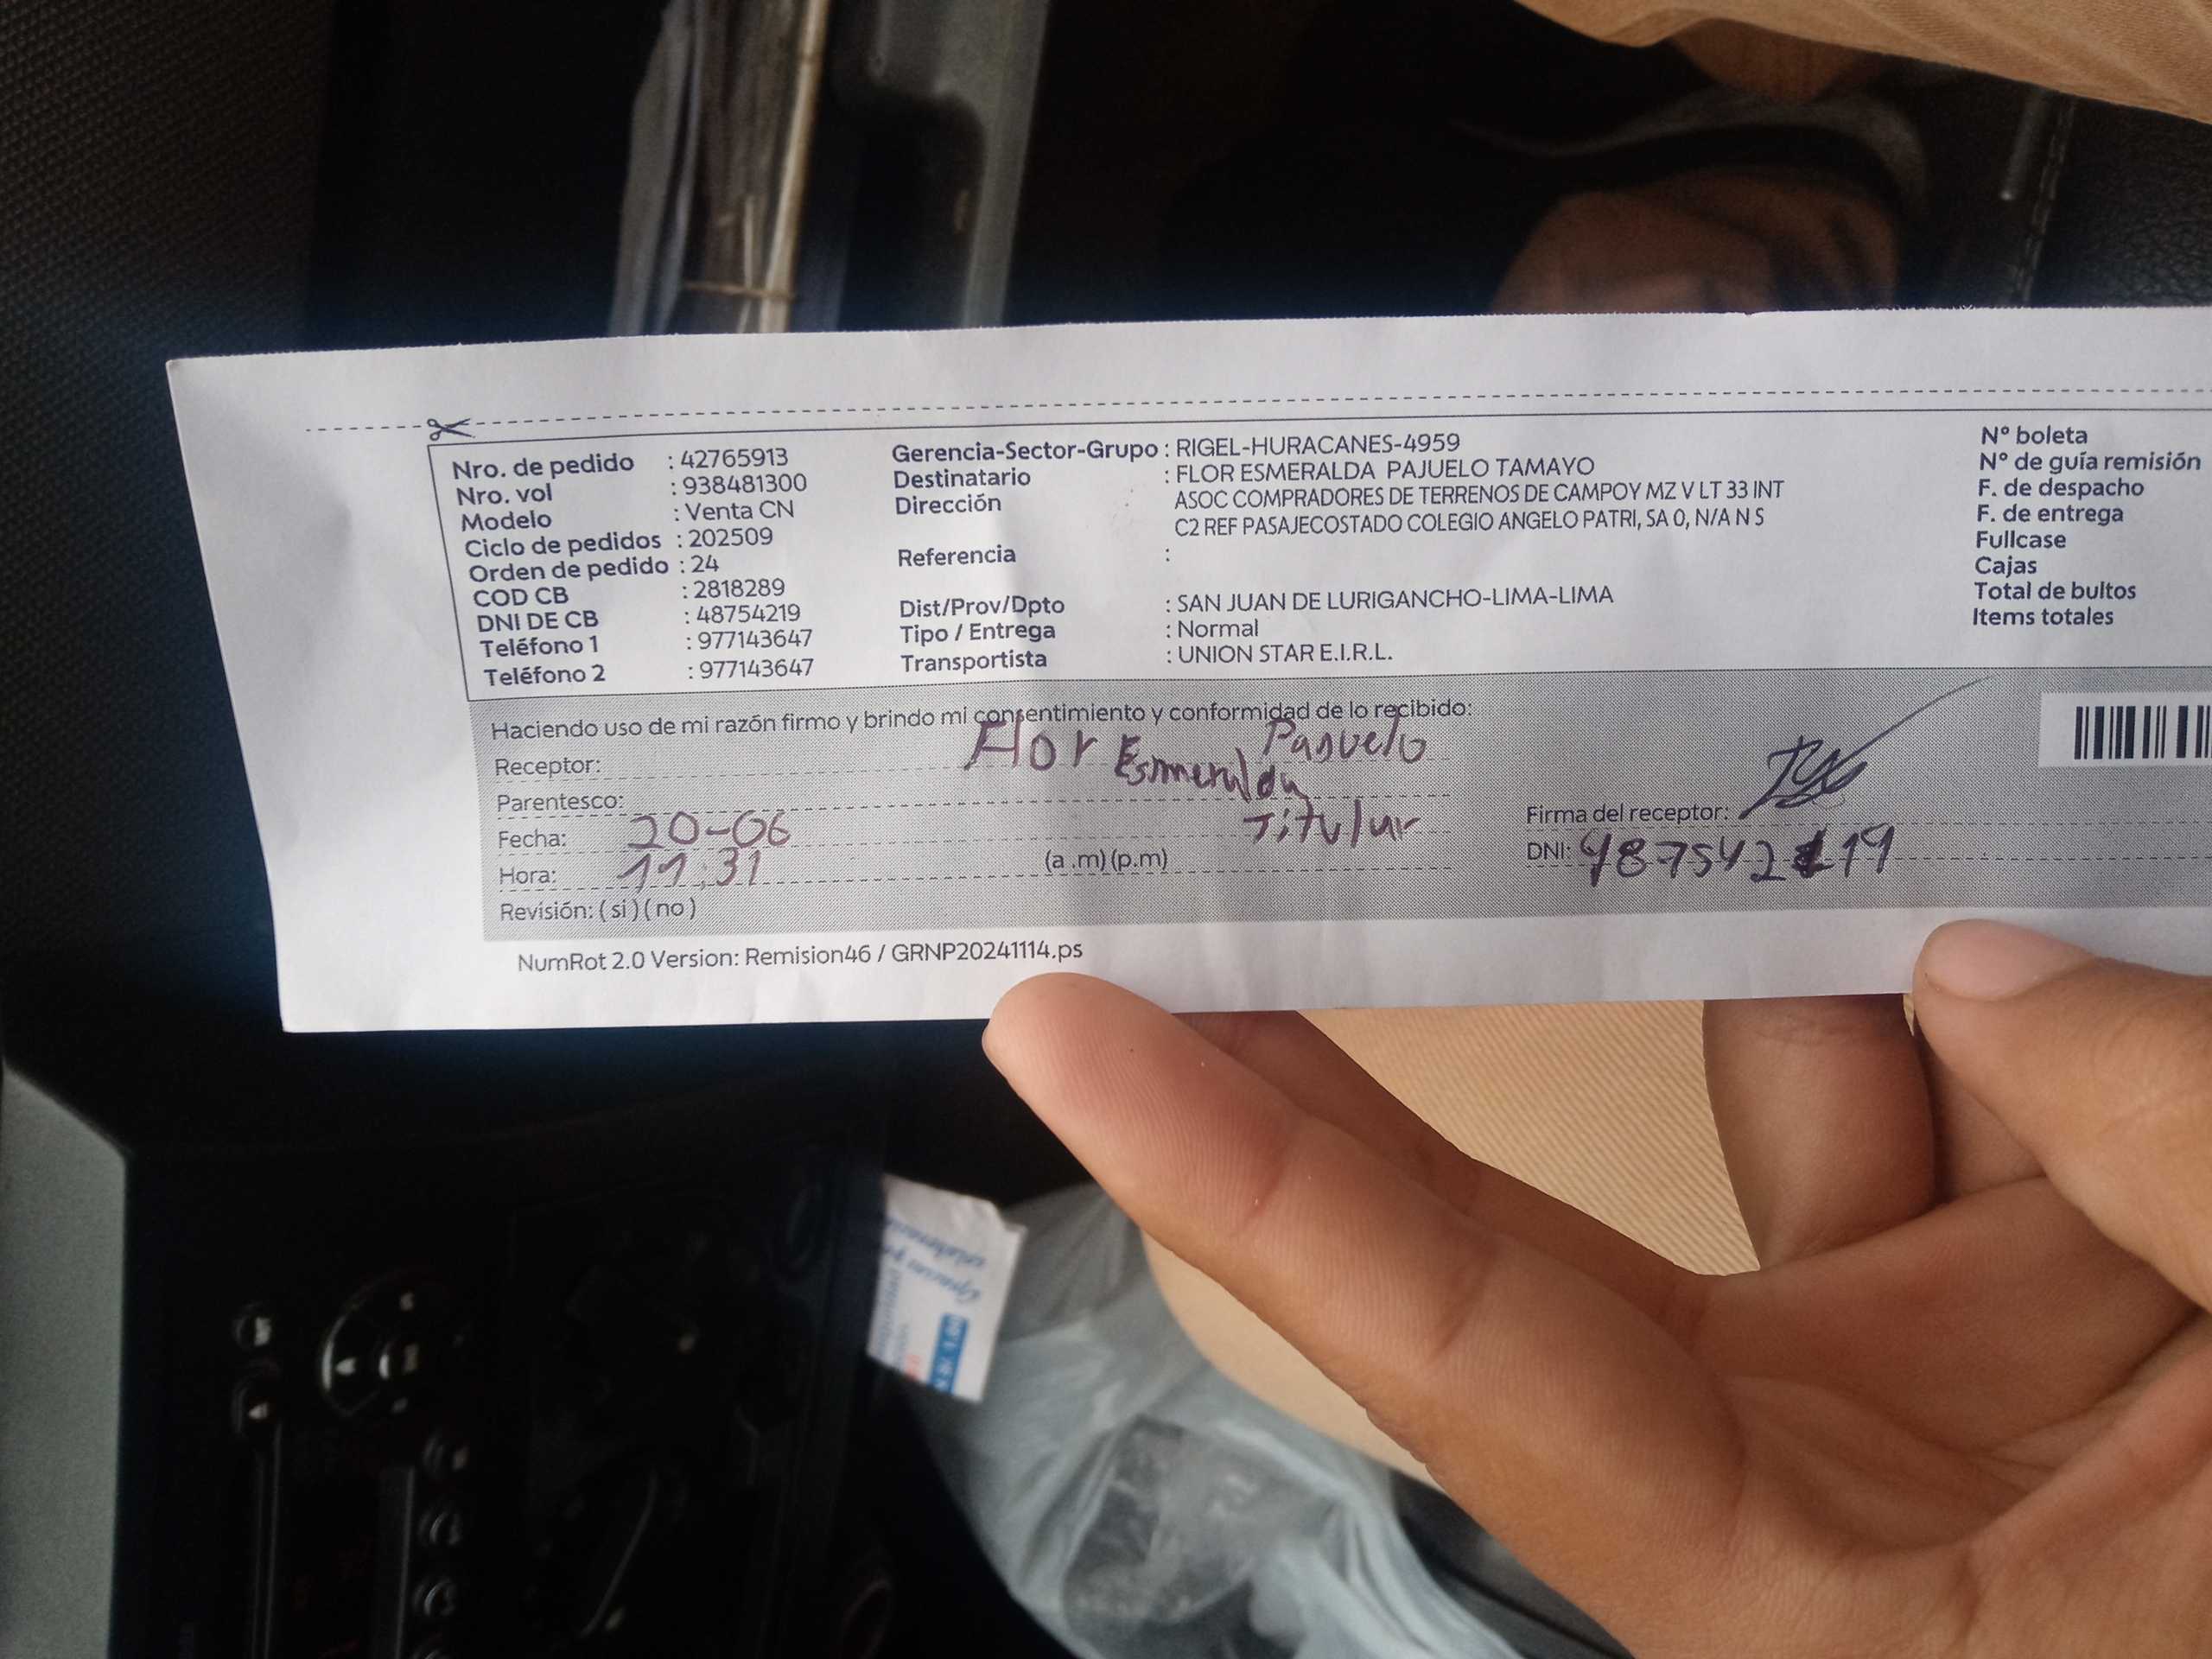 Nro. de pedido : 42765913
Nro. vol : 938481300
Modelo : Venta CN
Ciclo de pedidos : 202509
Orden de pedido : 24
COD CB : 2818289
DNI DE CB : 48754219
Teléfono 1 : 977143647
Teléfono 2 : 977143647
Gerencia-Sector-Grupo : RIGEL-HURACANES-4959
Destinatario : FLOR ESMERALDA PAJUELO TAMAYO
Dirección ASOC COMPRADORES DE TERRENOS DE CAMPOY MZ V LT 33 INT
C2 REF PASAJECOSTADO COLEGIO ANGELO PATRI, SA 0, N/A N S
Referencia :
Dist/Prov/Dpto : SAN JUAN DE LURIGANCHO-LIMA-LIMA
Tipo / Entrega : Normal
Transportista : UNION STAR E.I.R.L.
N° boleta
N° de guía remisión
F. de despacho
F. de entrega
Fullcase
Cajas
Total de bultos
Items totales
Haciendo uso de mi razón firmo y brindo mi consentimiento y conformidad de lo recibido:
Receptor: Flor Esmeralda Pajuelo
Parentesco: Titular
Fecha: 20-06
Hora: 11:31 (a .m) (p.m)
Revisión: ( si ) ( no )
Firma del receptor:
DNI: 48754219
NumRot 2.0 Version: Remision46 / GRNP20241114.ps